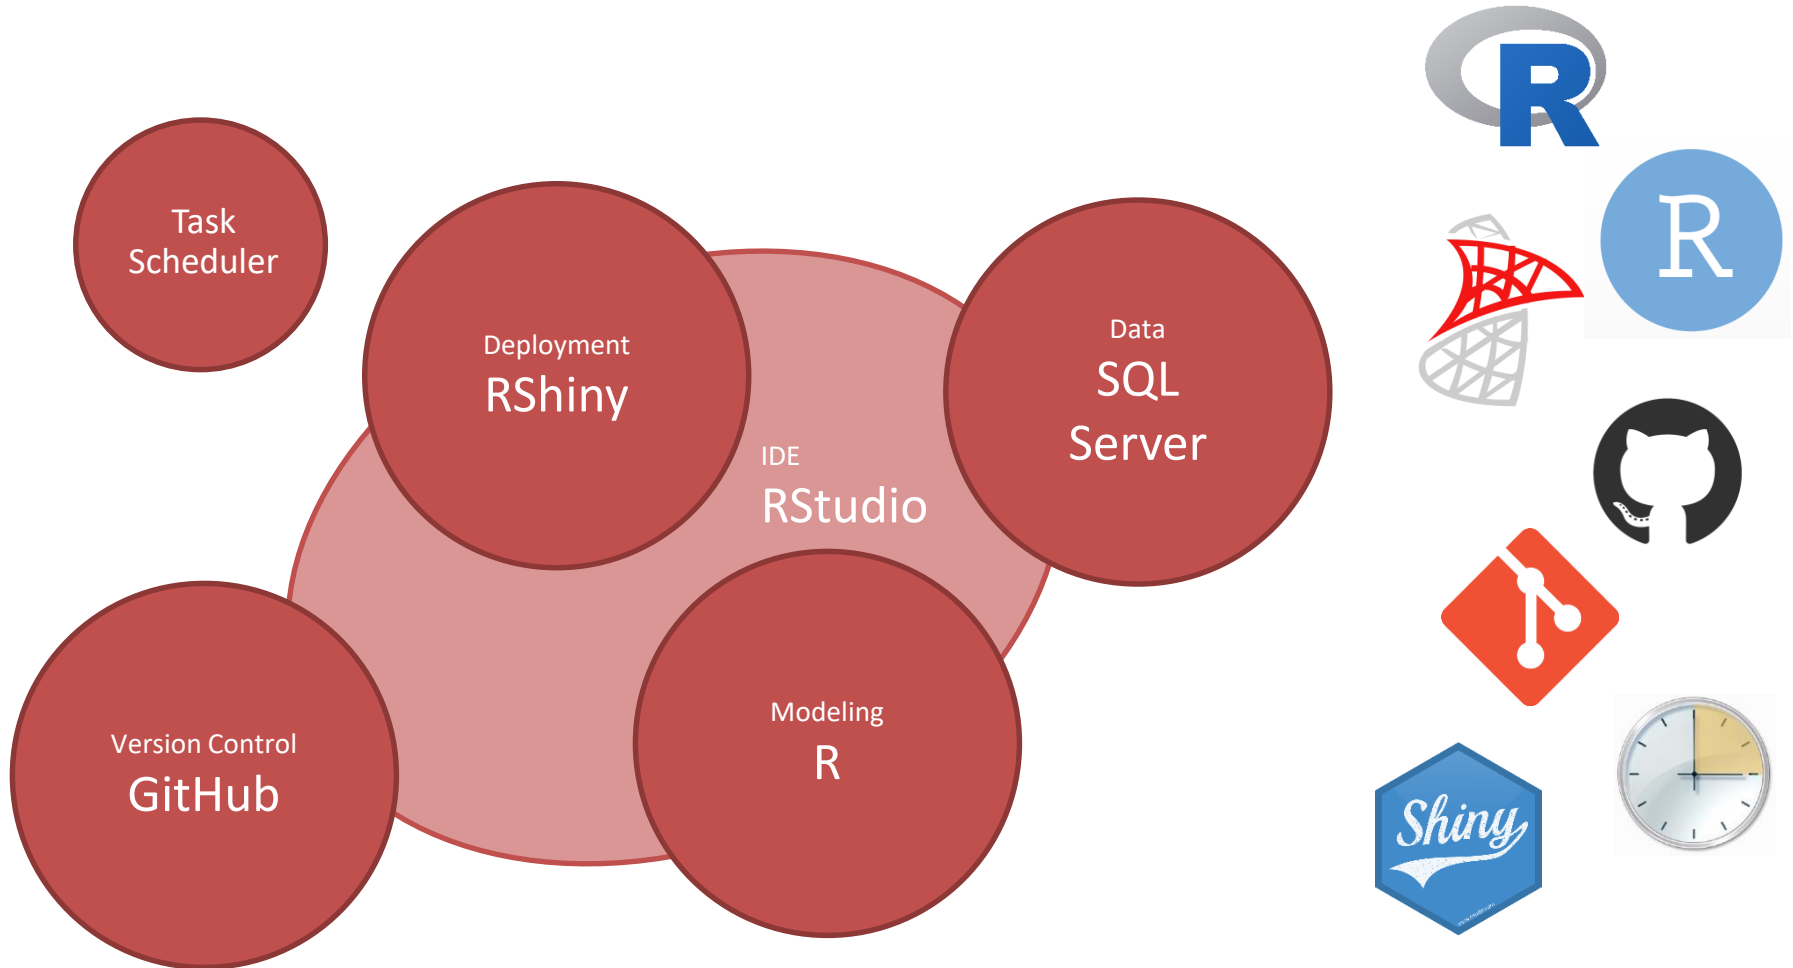 Task
Scheduler
Deployment
RShiny
Data
SQL
Server
IDE
RStudio
Modeling
R
Version Control
GitHub
R
R
Shiny